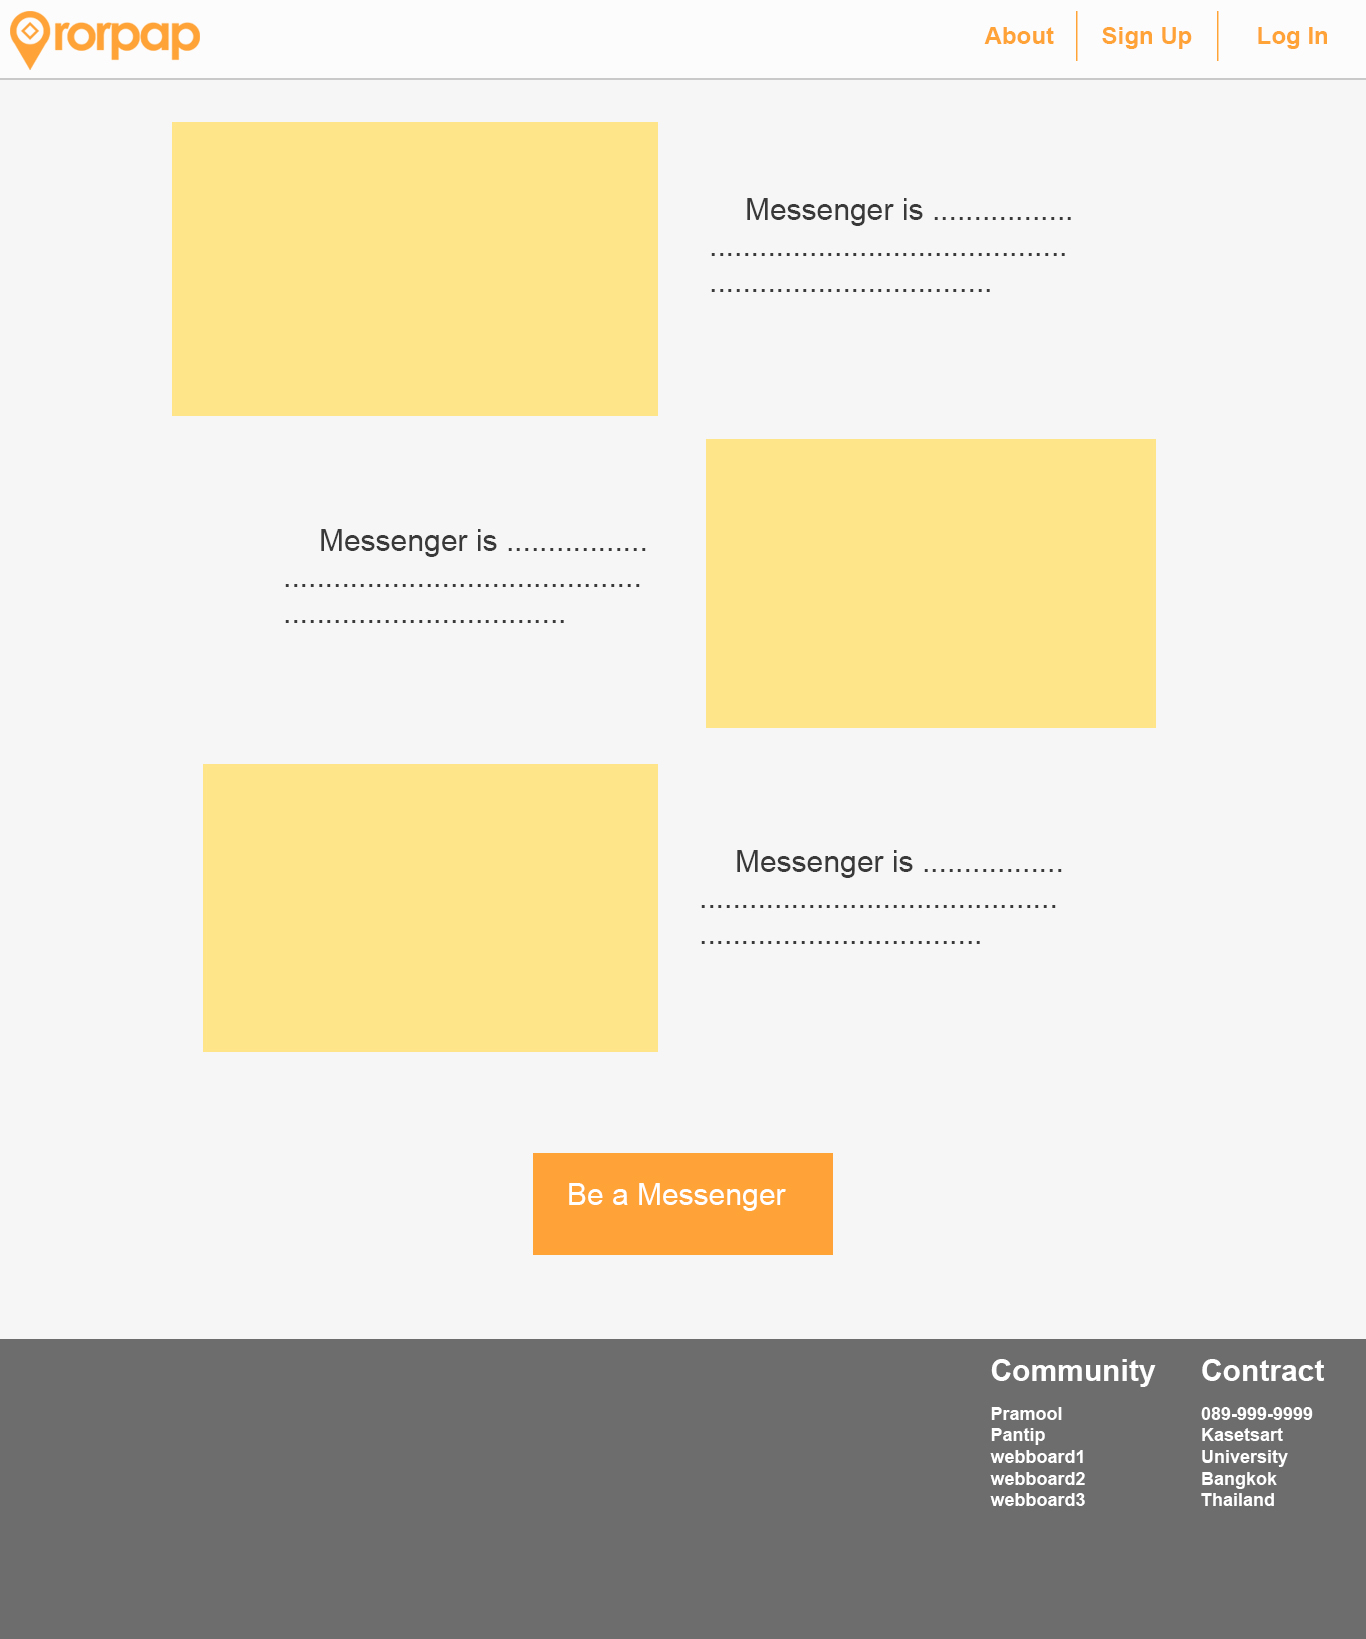 rorpap
About
Sign Up
Log In
Messenger is .................
...........................................
..................................
Messenger is .................
...........................................
..................................
Messenger is .................
...........................................
..................................
Be a Messenger
Community
Pramool
Pantip
webboard1
webboard2
webboard3
Contract
089-999-9999
Kasetsart
University
Bangkok
Thailand